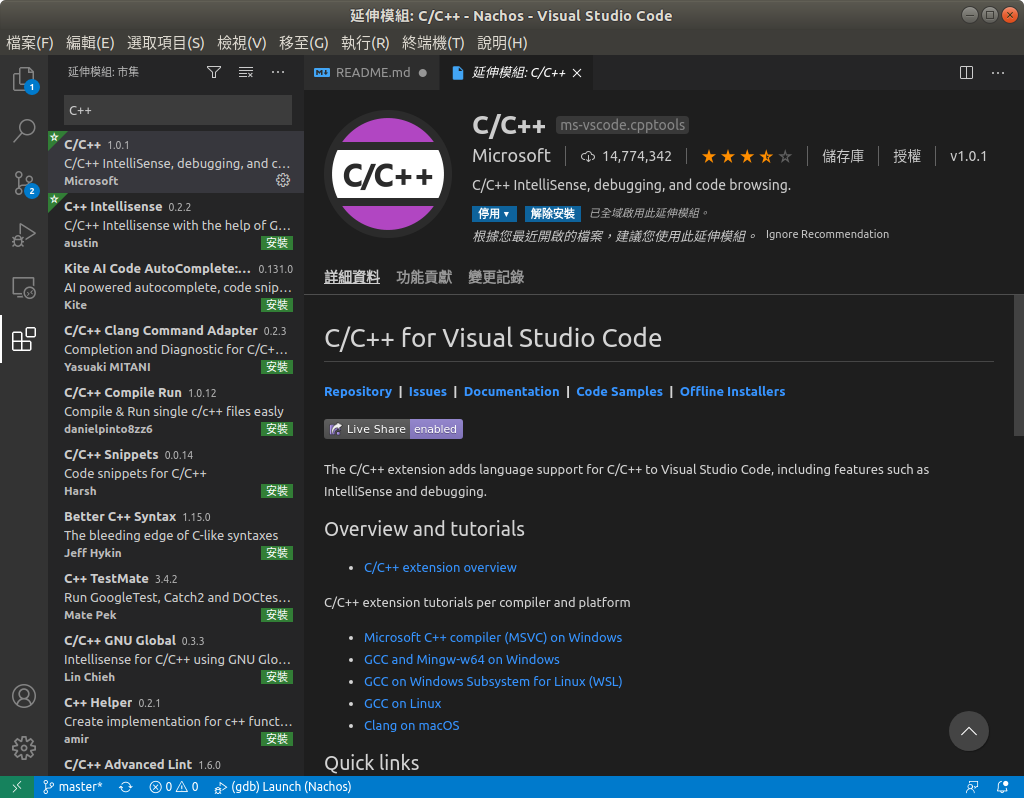 延伸模組: C/C++ - Nachos - Visual Studio Code
檔案(F) 編輯(E) 選取項目(S) 檢視(V) 移至(G) 執行(R) 終端機(T) 說明(H)
延伸模組: 市集
README.md
延伸模組: C/C++
1
2
C++
C/C++ 1.0.1
C/C++ IntelliSense, debugging, and c...
Microsoft
C++ Intellisense 0.2.2
C/C++ Intellisense with the help of G...
austin 安裝
Kite AI Code AutoComplete:... 0.131.0
AI powered autocomplete, code snip...
Kite 安裝
C/C++ Clang Command Adapter 0.2.3
Completion and Diagnostic for C/C+...
Yasuaki MITANI 安裝
C/C++ Compile Run 1.0.12
Compile & Run single c/c++ files easly
danielpinto8zz6 安裝
C/C++ Snippets 0.0.14
Code snippets for C/C++
Harsh 安裝
Better C++ Syntax 1.15.0
The bleeding edge of C-like syntaxes
Jeff Hykin 安裝
C++ TestMate 3.4.2
Run GoogleTest, Catch2 and DOCtes...
Mate Pek 安裝
C/C++ GNU Global 0.3.3
Intellisense for C/C++ using GNU Glo...
Lin Chieh 安裝
C++ Helper 0.2.1
Create implementation for c++ funct...
amir 安裝
C/C++ Advanced Lint 1.6.0
C/C++
C/C++ ms-vscode.cpptools
Microsoft 14,774,342 儲存庫 授權 v1.0.1
C/C++ IntelliSense, debugging, and code browsing.
停用 解除安裝 已全域啟用此延伸模組。
根據您最近開啟的檔案，建議您使用此延伸模組。 Ignore Recommendation
詳細資料 功能貢獻 變更記錄
C/C++ for Visual Studio Code
Repository | Issues | Documentation | Code Samples | Offline Installers
Live Share enabled
The C/C++ extension adds language support for C/C++ to Visual Studio Code, including features such as
IntelliSense and debugging.
Overview and tutorials
• C/C++ extension overview
C/C++ extension tutorials per compiler and platform
• Microsoft C++ compiler (MSVC) on Windows
• GCC and Mingw-w64 on Windows
• GCC on Windows Subsystem for Linux (WSL)
• GCC on Linux
• Clang on macOS
Quick links
master* 0 0 (gdb) Launch (Nachos)